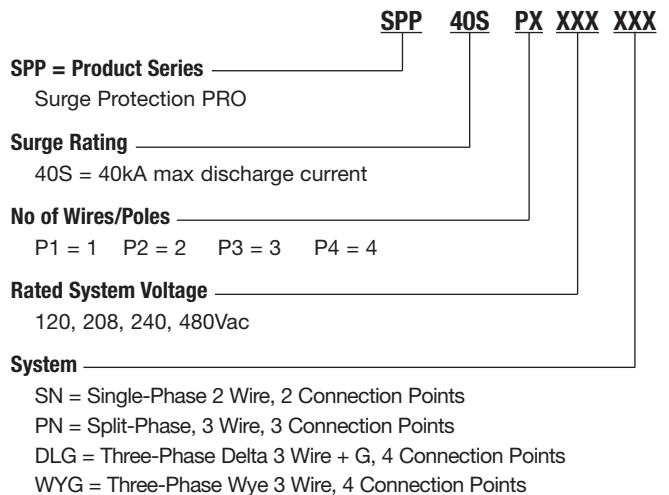 SPP 40S PX XXX XXX
SPP = Product Series
Surge Protection PRO
Surge Rating
40S = 40kA max discharge current
No of Wires/Poles
P1 = 1 P2 = 2 P3 = 3 P4 = 4
Rated System Voltage
120, 208, 240, 480Vac
System
SN = Single-Phase 2 Wire, 2 Connection Points
PN = Split-Phase, 3 Wire, 3 Connection Points
DLG = Three-Phase Delta 3 Wire + G, 4 Connection Points
WYG = Three-Phase Wye 3 Wire, 4 Connection Points